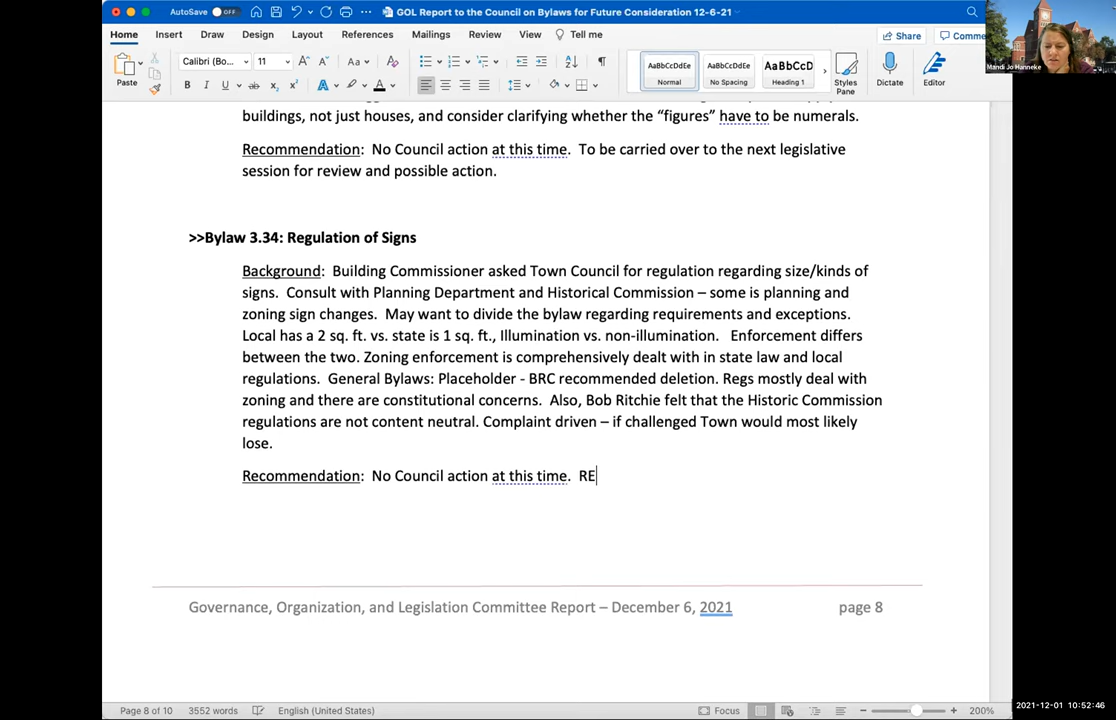 AutoSave OFF GOL Report to the Council on Bylaws for Future Consideration 12-6-21
Home Insert Draw Design Layout References Mailings Review View Tell me Share Comme
Mandi Jo Hanneke
Calibri (Bo... 11 Aa AaBbCcDdEe AaBbCcDdEe AaBbCcD
Paste B I U ab x2 x2 A A Normal No Spacing Heading 1 Styles Pane Dictate Editor
buildings, not just houses, and consider clarifying whether the “figures” have to be numerals.
Recommendation: No Council action at this time. To be carried over to the next legislative
session for review and possible action.
>>Bylaw 3.34: Regulation of Signs
Background: Building Commissioner asked Town Council for regulation regarding size/kinds of
signs. Consult with Planning Department and Historical Commission – some is planning and
zoning sign changes. May want to divide the bylaw regarding requirements and exceptions.
Local has a 2 sq. ft. vs. state is 1 sq. ft., Illumination vs. non-illumination. Enforcement differs
between the two. Zoning enforcement is comprehensively dealt with in state law and local
regulations. General Bylaws: Placeholder - BRC recommended deletion. Regs mostly deal with
zoning and there are constitutional concerns. Also, Bob Ritchie felt that the Historic Commission
regulations are not content neutral. Complaint driven – if challenged Town would most likely
lose.
Recommendation: No Council action at this time. RE
Governance, Organization, and Legislation Committee Report – December 6, 2021 page 8
Page 8 of 10 3552 words English (United States) Focus 200%
2021-12-01 10:52:46